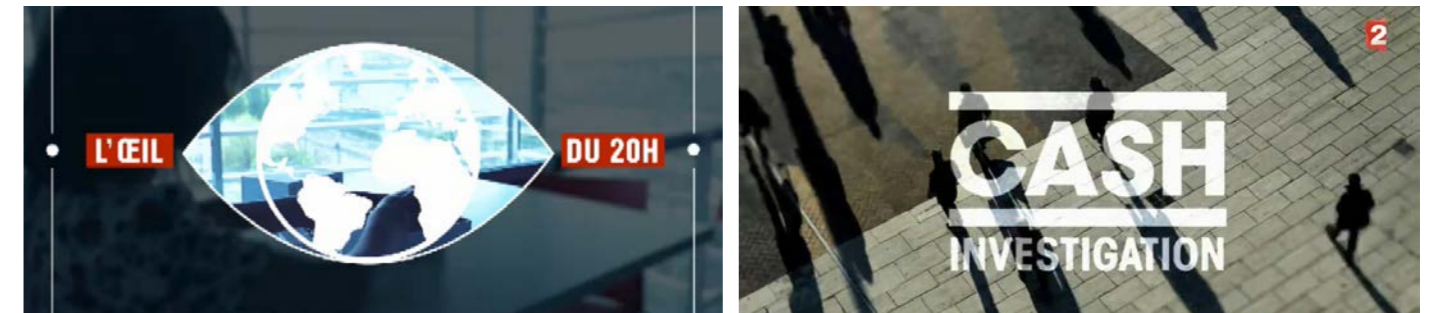 L'ŒIL
DU 20H
2
CASH
INVESTIGATION